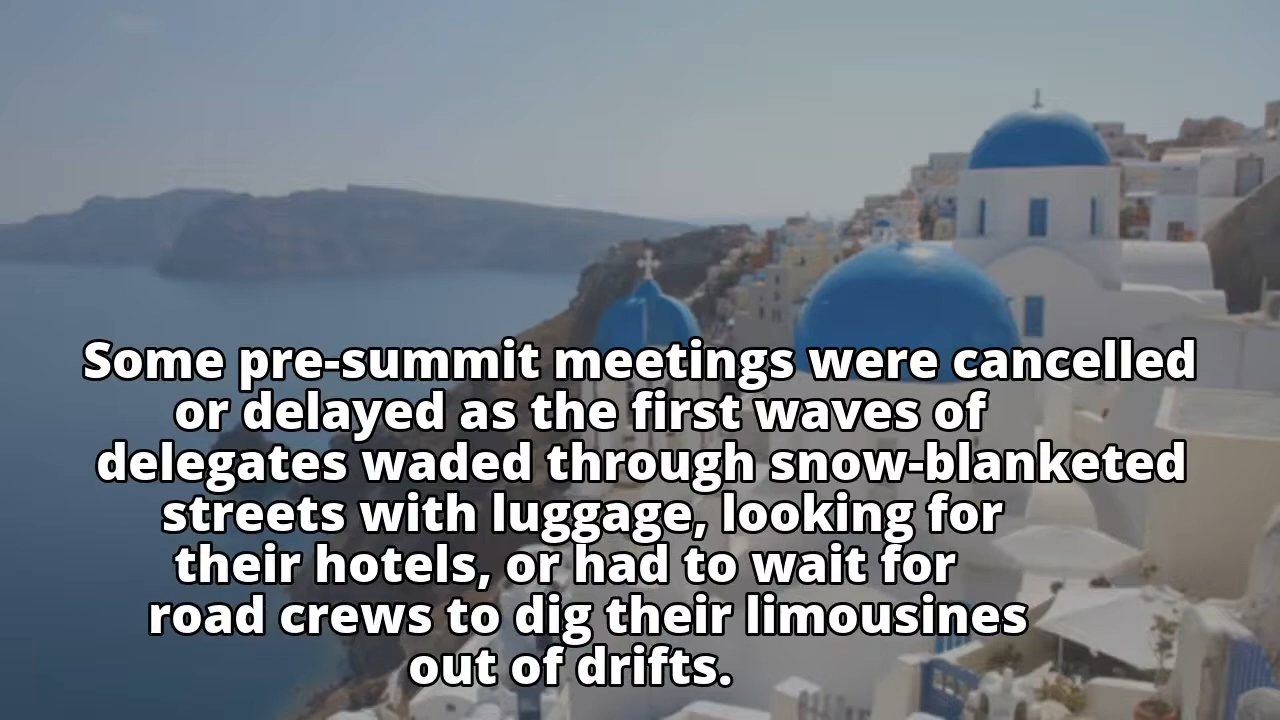 Some pre-summit meetings were cancelled
or delayed as the first waves of
delegates waded through snow-blanketed
streets with luggage, looking for
their hotels, or had to wait for
road crews to dig their limousines
out of drifts.